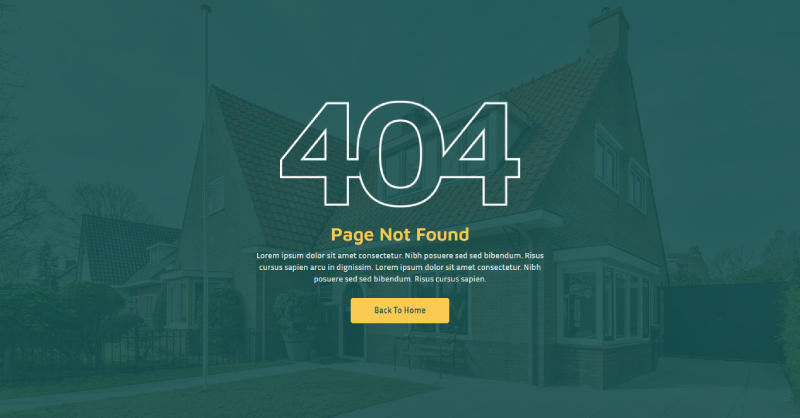 404
Page Not Found
Lorem ipsum dolor sit amet consectetur. Nibh posuere sed sed bibendum. Risus
cursus sapien arcu in dignissim. Lorem ipsum dolor sit amet consectetur. Nibh
posuere sed sed bibendum. Risus cursus sapien.
Back To Home